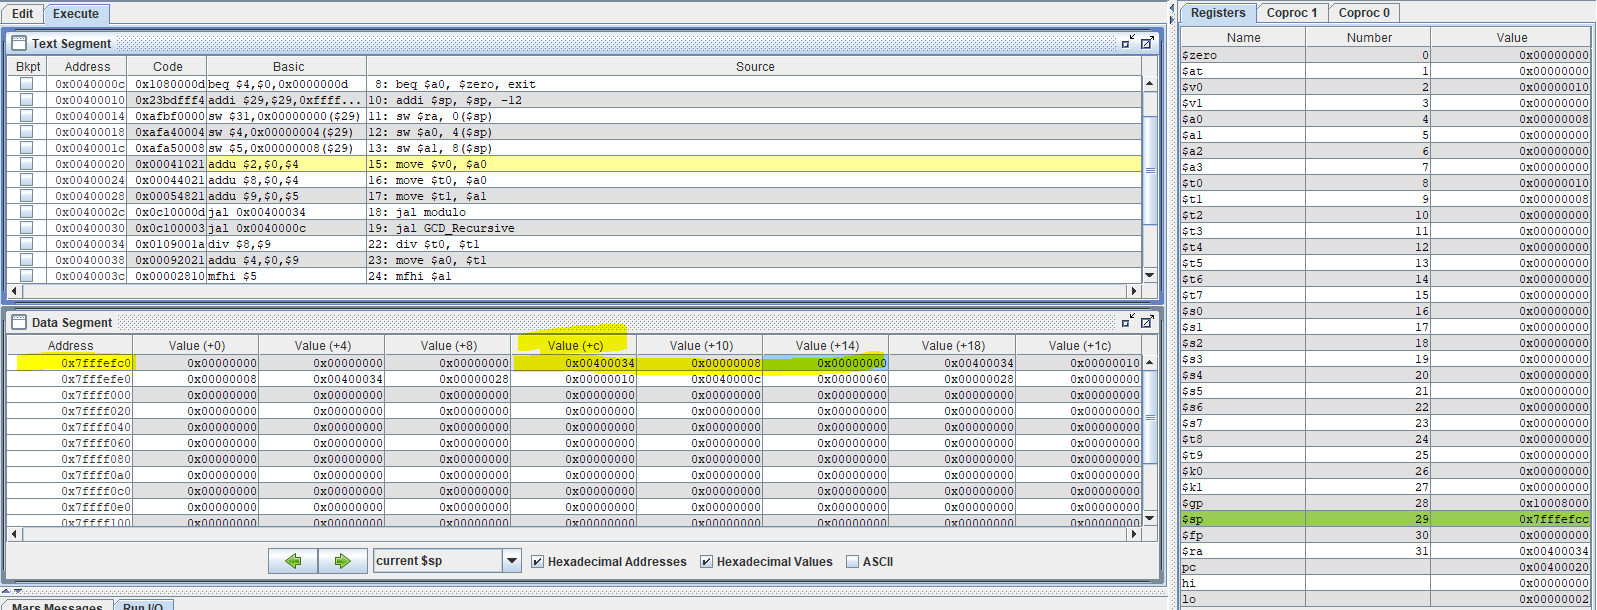 Edit Execute
Text Segment
Bkpt Address Code Basic Source
0x0040000c 0x1080000d beq $4,$0,0x0000000d 8: beq $a0, $zero, exit
0x00400010 0x23bdfff4 addi $29,$29,0xffff... 10: addi $sp, $sp, -12
0x00400014 0xafbf0000 sw $31,0x00000000($29) 11: sw $ra, 0($sp)
0x00400018 0xafa40004 sw $4,0x00000004($29) 12: sw $a0, 4($sp)
0x0040001c 0xafa50008 sw $5,0x00000008($29) 13: sw $a1, 8($sp)
0x00400020 0x00041021 addu $2,$0,$4 15: move $v0, $a0
0x00400024 0x00044021 addu $8,$0,$4 16: move $t0, $a0
0x00400028 0x00054821 addu $9,$0,$5 17: move $t1, $a1
0x0040002c 0x0c10000d jal 0x00400034 18: jal modulo
0x00400030 0x0c100003 jal 0x0040000c 19: jal GCD_Recursive
0x00400034 0x0109001a div $8,$9 22: div $t0, $t1
0x00400038 0x00092021 addu $4,$0,$9 23: move $a0, $t1
0x0040003c 0x00002810 mfhi $5 24: mfhi $a1
Data Segment
Address Value (+0) Value (+4) Value (+8) Value (+c) Value (+10) Value (+14) Value (+18) Value (+1c)
0x7fffefc0 0x00000000 0x00000000 0x00000000 0x00400034 0x00000008 0x00000000 0x00400034 0x00000010
0x7fffefe0 0x00000008 0x00400034 0x00000028 0x00000010 0x0040000c 0x00000060 0x00000028 0x00000000
0x7ffff000 0x00000000 0x00000000 0x00000000 0x00000000 0x00000000 0x00000000 0x00000000 0x00000000
0x7ffff020 0x00000000 0x00000000 0x00000000 0x00000000 0x00000000 0x00000000 0x00000000 0x00000000
0x7ffff040 0x00000000 0x00000000 0x00000000 0x00000000 0x00000000 0x00000000 0x00000000 0x00000000
0x7ffff060 0x00000000 0x00000000 0x00000000 0x00000000 0x00000000 0x00000000 0x00000000 0x00000000
0x7ffff080 0x00000000 0x00000000 0x00000000 0x00000000 0x00000000 0x00000000 0x00000000 0x00000000
0x7ffff0a0 0x00000000 0x00000000 0x00000000 0x00000000 0x00000000 0x00000000 0x00000000 0x00000000
0x7ffff0c0 0x00000000 0x00000000 0x00000000 0x00000000 0x00000000 0x00000000 0x00000000 0x00000000
0x7ffff0e0 0x00000000 0x00000000 0x00000000 0x00000000 0x00000000 0x00000000 0x00000000 0x00000000
0x7ffff100 0x00000000 0x00000000 0x00000000 0x00000000 0x00000000 0x00000000 0x00000000 0x00000000
current $sp Hexadecimal Addresses Hexadecimal Values ASCII
Mars Messages Run I/O
Registers Coproc 1 Coproc 0
Name Number Value
$zero 0 0x00000000
$at 1 0x00000000
$v0 2 0x00000010
$v1 3 0x00000000
$a0 4 0x00000008
$a1 5 0x00000000
$a2 6 0x00000000
$a3 7 0x00000000
$t0 8 0x00000010
$t1 9 0x00000008
$t2 10 0x00000000
$t3 11 0x00000000
$t4 12 0x00000000
$t5 13 0x00000000
$t6 14 0x00000000
$t7 15 0x00000000
$s0 16 0x00000000
$s1 17 0x00000000
$s2 18 0x00000000
$s3 19 0x00000000
$s4 20 0x00000000
$s5 21 0x00000000
$s6 22 0x00000000
$s7 23 0x00000000
$t8 24 0x00000000
$t9 25 0x00000000
$k0 26 0x00000000
$k1 27 0x00000000
$gp 28 0x10008000
$sp 29 0x7fffefcc
$fp 30 0x00000000
$ra 31 0x00400034
pc 0x00400020
hi 0x00000000
lo 0x00000002